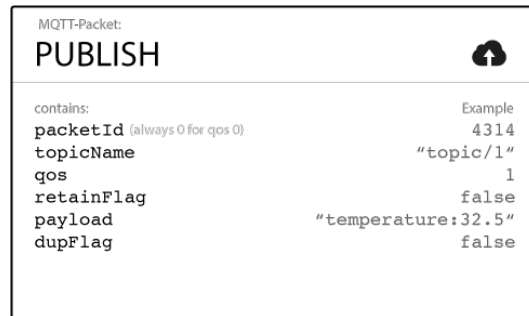 MQTT-Packet:
PUBLISH
contains: Example
packetId (always 0 for qos 0) 4314
topicName “topic/1“
qos 1
retainFlag false
payload “temperature:32.5“
dupFlag false